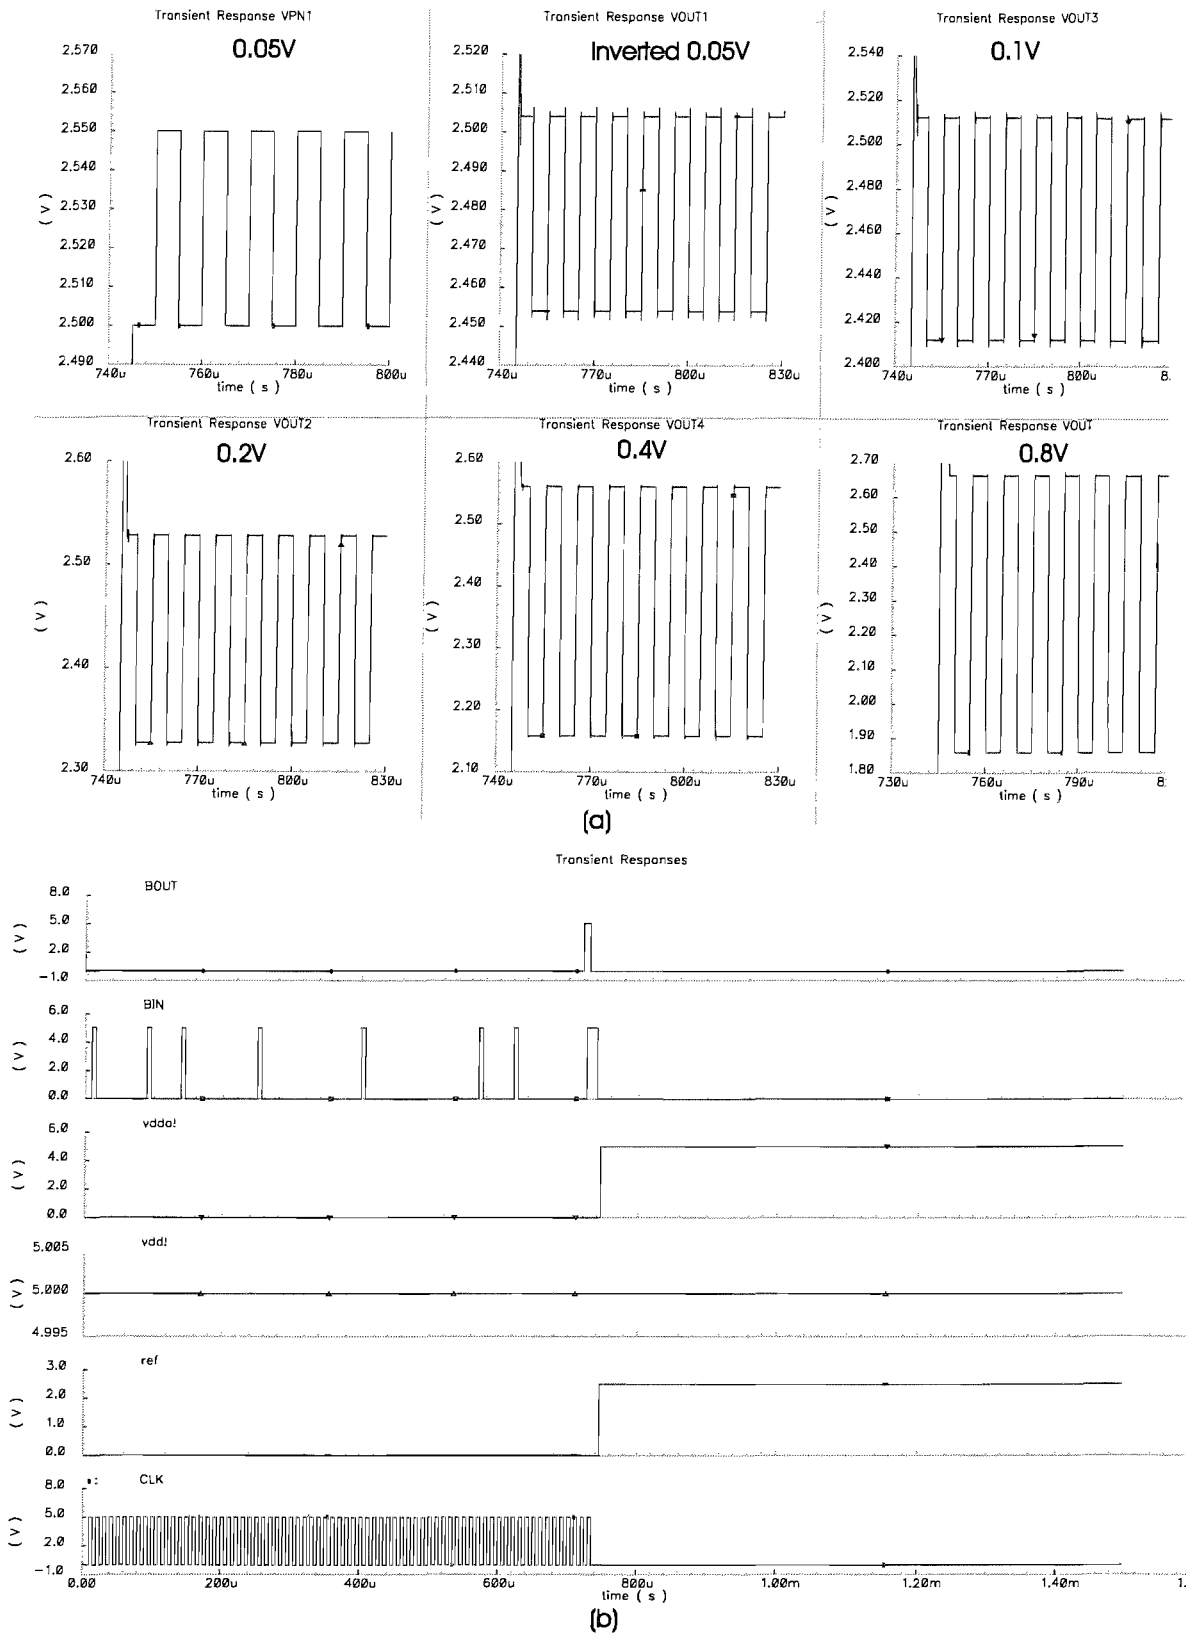 Transient Response VPN1
0.05V
2.570
2.560
2.550
2.540
2.530
2.520
2.510
2.500
2.490
( V )
740u
760u
780u
800u
time ( s )
Transient Response VOUT1
Inverted 0.05V
2.520
2.510
2.500
2.490
2.480
2.470
2.460
2.450
2.440
( V )
740u
770u
800u
830u
time ( s )
Transient Response VOUT3
0.1V
2.540
2.520
2.500
2.480
2.460
2.440
2.420
2.400
( V )
740u
770u
800u
8.
time ( s )
Transient Response VOUT2
0.2V
2.60
2.50
2.40
2.30
( V )
740u
770u
800u
830u
time ( s )
Transient Response VOUT4
0.4V
2.60
2.50
2.40
2.30
2.20
2.10
( V )
740u
770u
800u
830u
time ( s )
Transient Response VOUT
0.8V
2.70
2.60
2.50
2.40
2.30
2.20
2.10
2.00
1.90
1.80
( V )
730u
760u
790u
8
time ( s )
(a)
Transient Responses
BOUT
8.0
5.0
2.0
-1.0
( V )
BIN
6.0
4.0
2.0
0.0
( V )
vdda!
6.0
4.0
2.0
0.0
( V )
vdd!
5.005
5.000
4.995
( V )
ref
3.0
2.0
1.0
0.0
( V )
CLK
8.0
5.0
2.0
-1.0
( V )
0.00
200u
400u
600u
800u
1.00m
1.20m
1.40m
1.
time ( s )
(b)